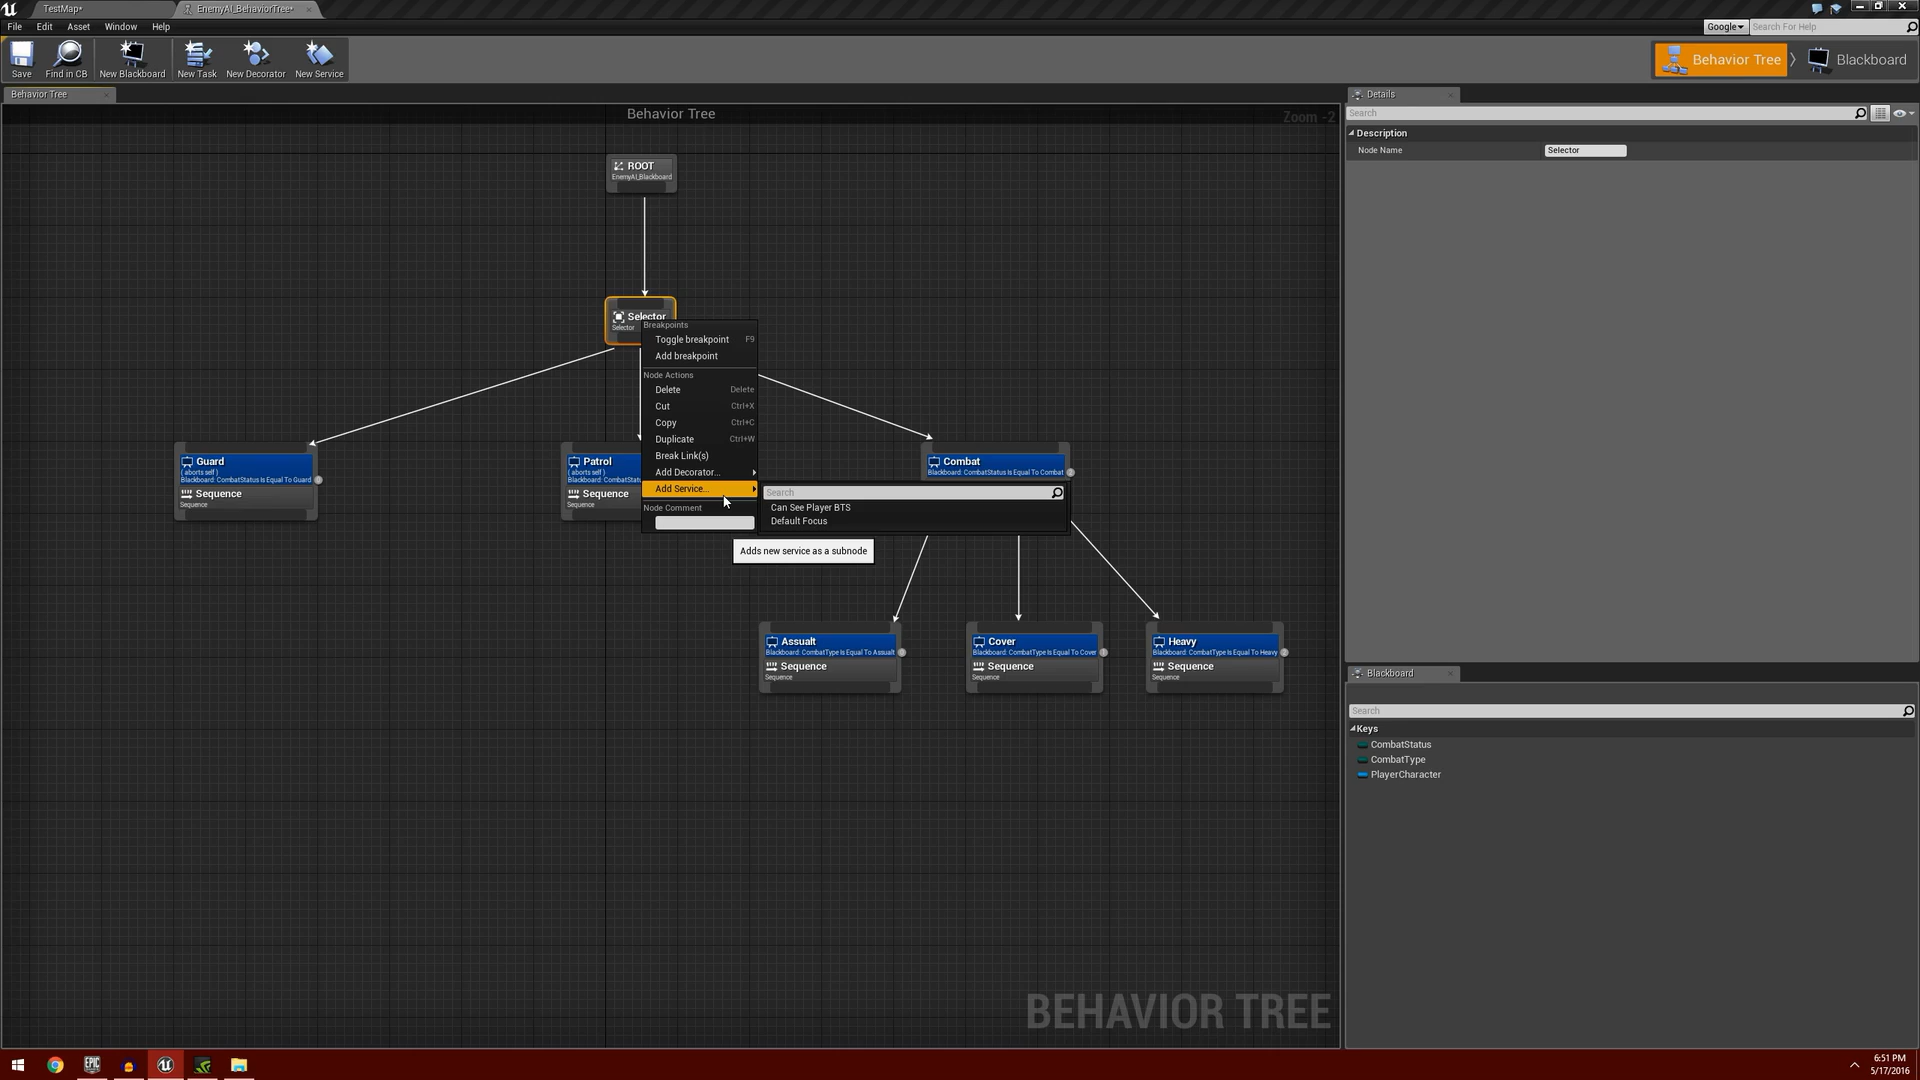 TestMap*
EnemyAI_BehaviorTree*
File Edit Asset Window Help
Google
Search For Help
Save
Find in CB
New Blackboard
New Task
New Decorator
New Service
Behavior Tree
Blackboard
Behavior Tree
Behavior Tree
Zoom -2
ROOT
EnemyAI_Blackboard
Selector
Selector
Breakpoints
Toggle breakpoint F9
Add breakpoint
Node Actions
Delete Delete
Cut Ctrl+X
Copy Ctrl+C
Duplicate Ctrl+W
Break Link(s)
Add Decorator...
Add Service...
Node Comment
Search
Can See Player BTS
Default Focus
Adds new service as a subnode
Guard
( aborts self )
Blackboard: CombatStatus Is Equal To Guard
Sequence
Sequence
Patrol
( aborts self )
Blackboard: CombatStatu
Sequence
Sequence
Combat
Blackboard: CombatStatus Is Equal To Combat
Assualt
Blackboard: CombatType Is Equal To Assualt
Sequence
Sequence
Cover
Blackboard: CombatType Is Equal To Cover
Sequence
Sequence
Heavy
Blackboard: CombatType Is Equal To Heavy
Sequence
Sequence
BEHAVIOR TREE
Details
Search
Description
Node Name
Selector
Blackboard
Search
Keys
CombatStatus
CombatType
PlayerCharacter
EPIC
6:51 PM
5/17/2016